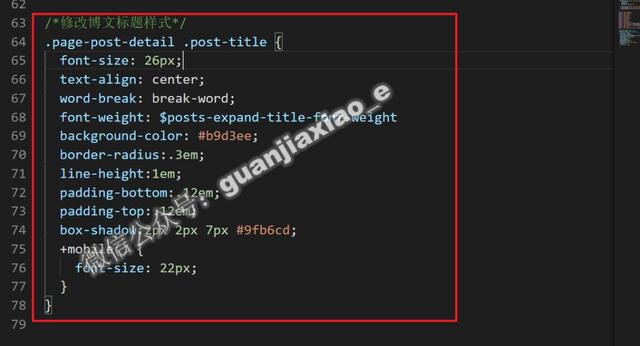 62
63 /*修改博文标题样式*/
64 .page-post-detail .post-title {
65 font-size: 26px;
66 text-align: center;
67 word-break: break-word;
68 font-weight: $posts-expand-title-font-weight
69 background-color: #b9d3ee;
70 border-radius:.3em;
71 line-height:1em;
72 padding-bottom:.12em;
73 padding-top:.12em;
74 box-shadow:2px 2px 7px #9fb6cd;
75 +mobile {
76 font-size: 22px;
77 }
78 }
79
微信公众号：guanjiaxiao_e